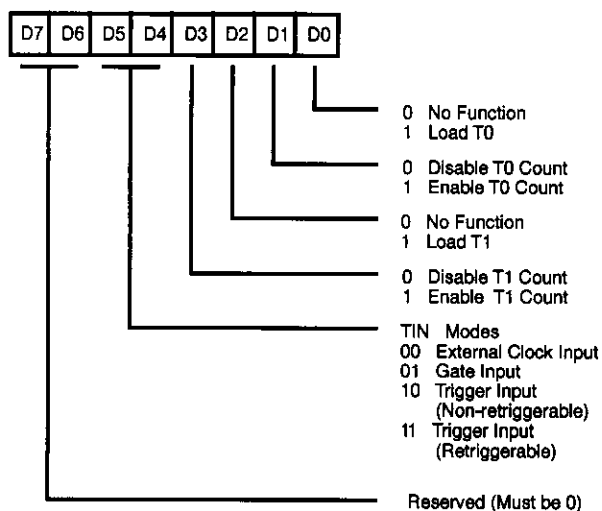 D7 D6 D5 D4 D3 D2 D1 D0
0 No Function
1 Load T0
0 Disable T0 Count
1 Enable T0 Count
0 No Function
1 Load T1
0 Disable T1 Count
1 Enable T1 Count
TIN Modes
00 External Clock Input
01 Gate Input
10 Trigger Input
(Non-retriggerable)
11 Trigger Input
(Retriggerable)
Reserved (Must be 0)